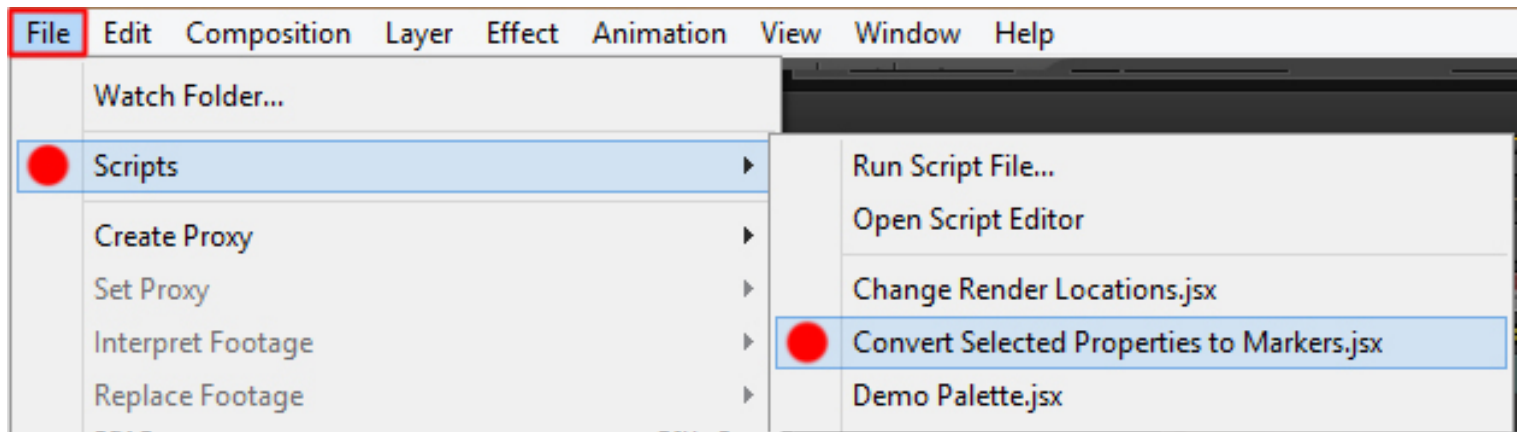 File Edit Composition Layer Effect Animation View Window Help
Watch Folder...
Scripts
Create Proxy
Set Proxy
Interpret Footage
Replace Footage
Run Script File...
Open Script Editor
Change Render Locations.jsx
Convert Selected Properties to Markers.jsx
Demo Palette.jsx